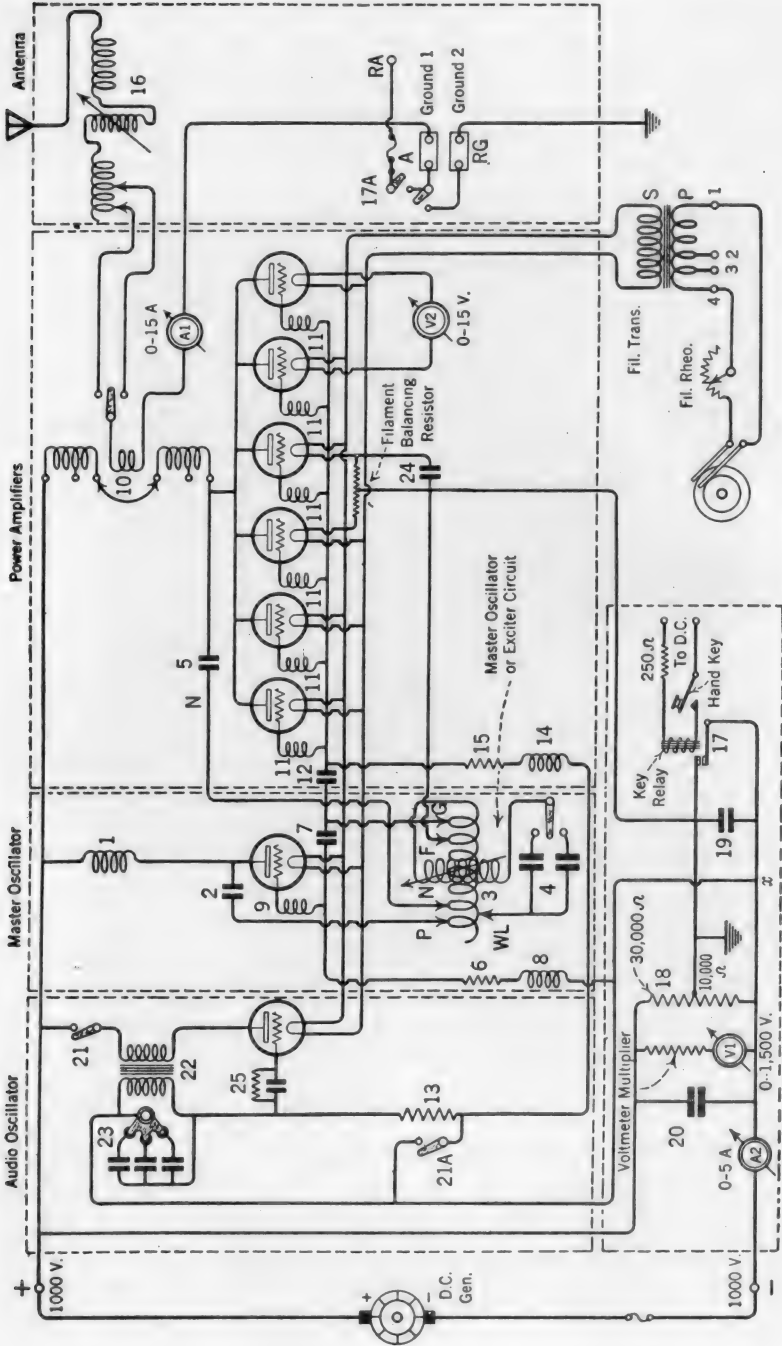 Audio Oscillator
Master Oscillator
Power Amplifiers
Antenna
+
1000 V.
21
22
23
25
13
21A
1
2
9
P
7
N
F
G
3
4
WL
6
8
Master Oscillator
or Exciter Circuit
5
N
10
0-15 A
A1
11
11
11
11
11
11
12
15
14
24
Filament
Balancing
Resistor
V2
0-15 V.
16
17A
RA
A
Ground 1
Ground 2
RG
Fil. Trans.
S
P
1
2
3
4
Fil. Rheo.
+
D.C.
Gen.
–
1000 V.
–
0-5 A
A2
20
Voltmeter Multiplier
V1
0-1,500 V.
30,000 Ω
18
10,000
Ω
19
Key
Relay
17
250 Ω
To D.C.
Hand Key